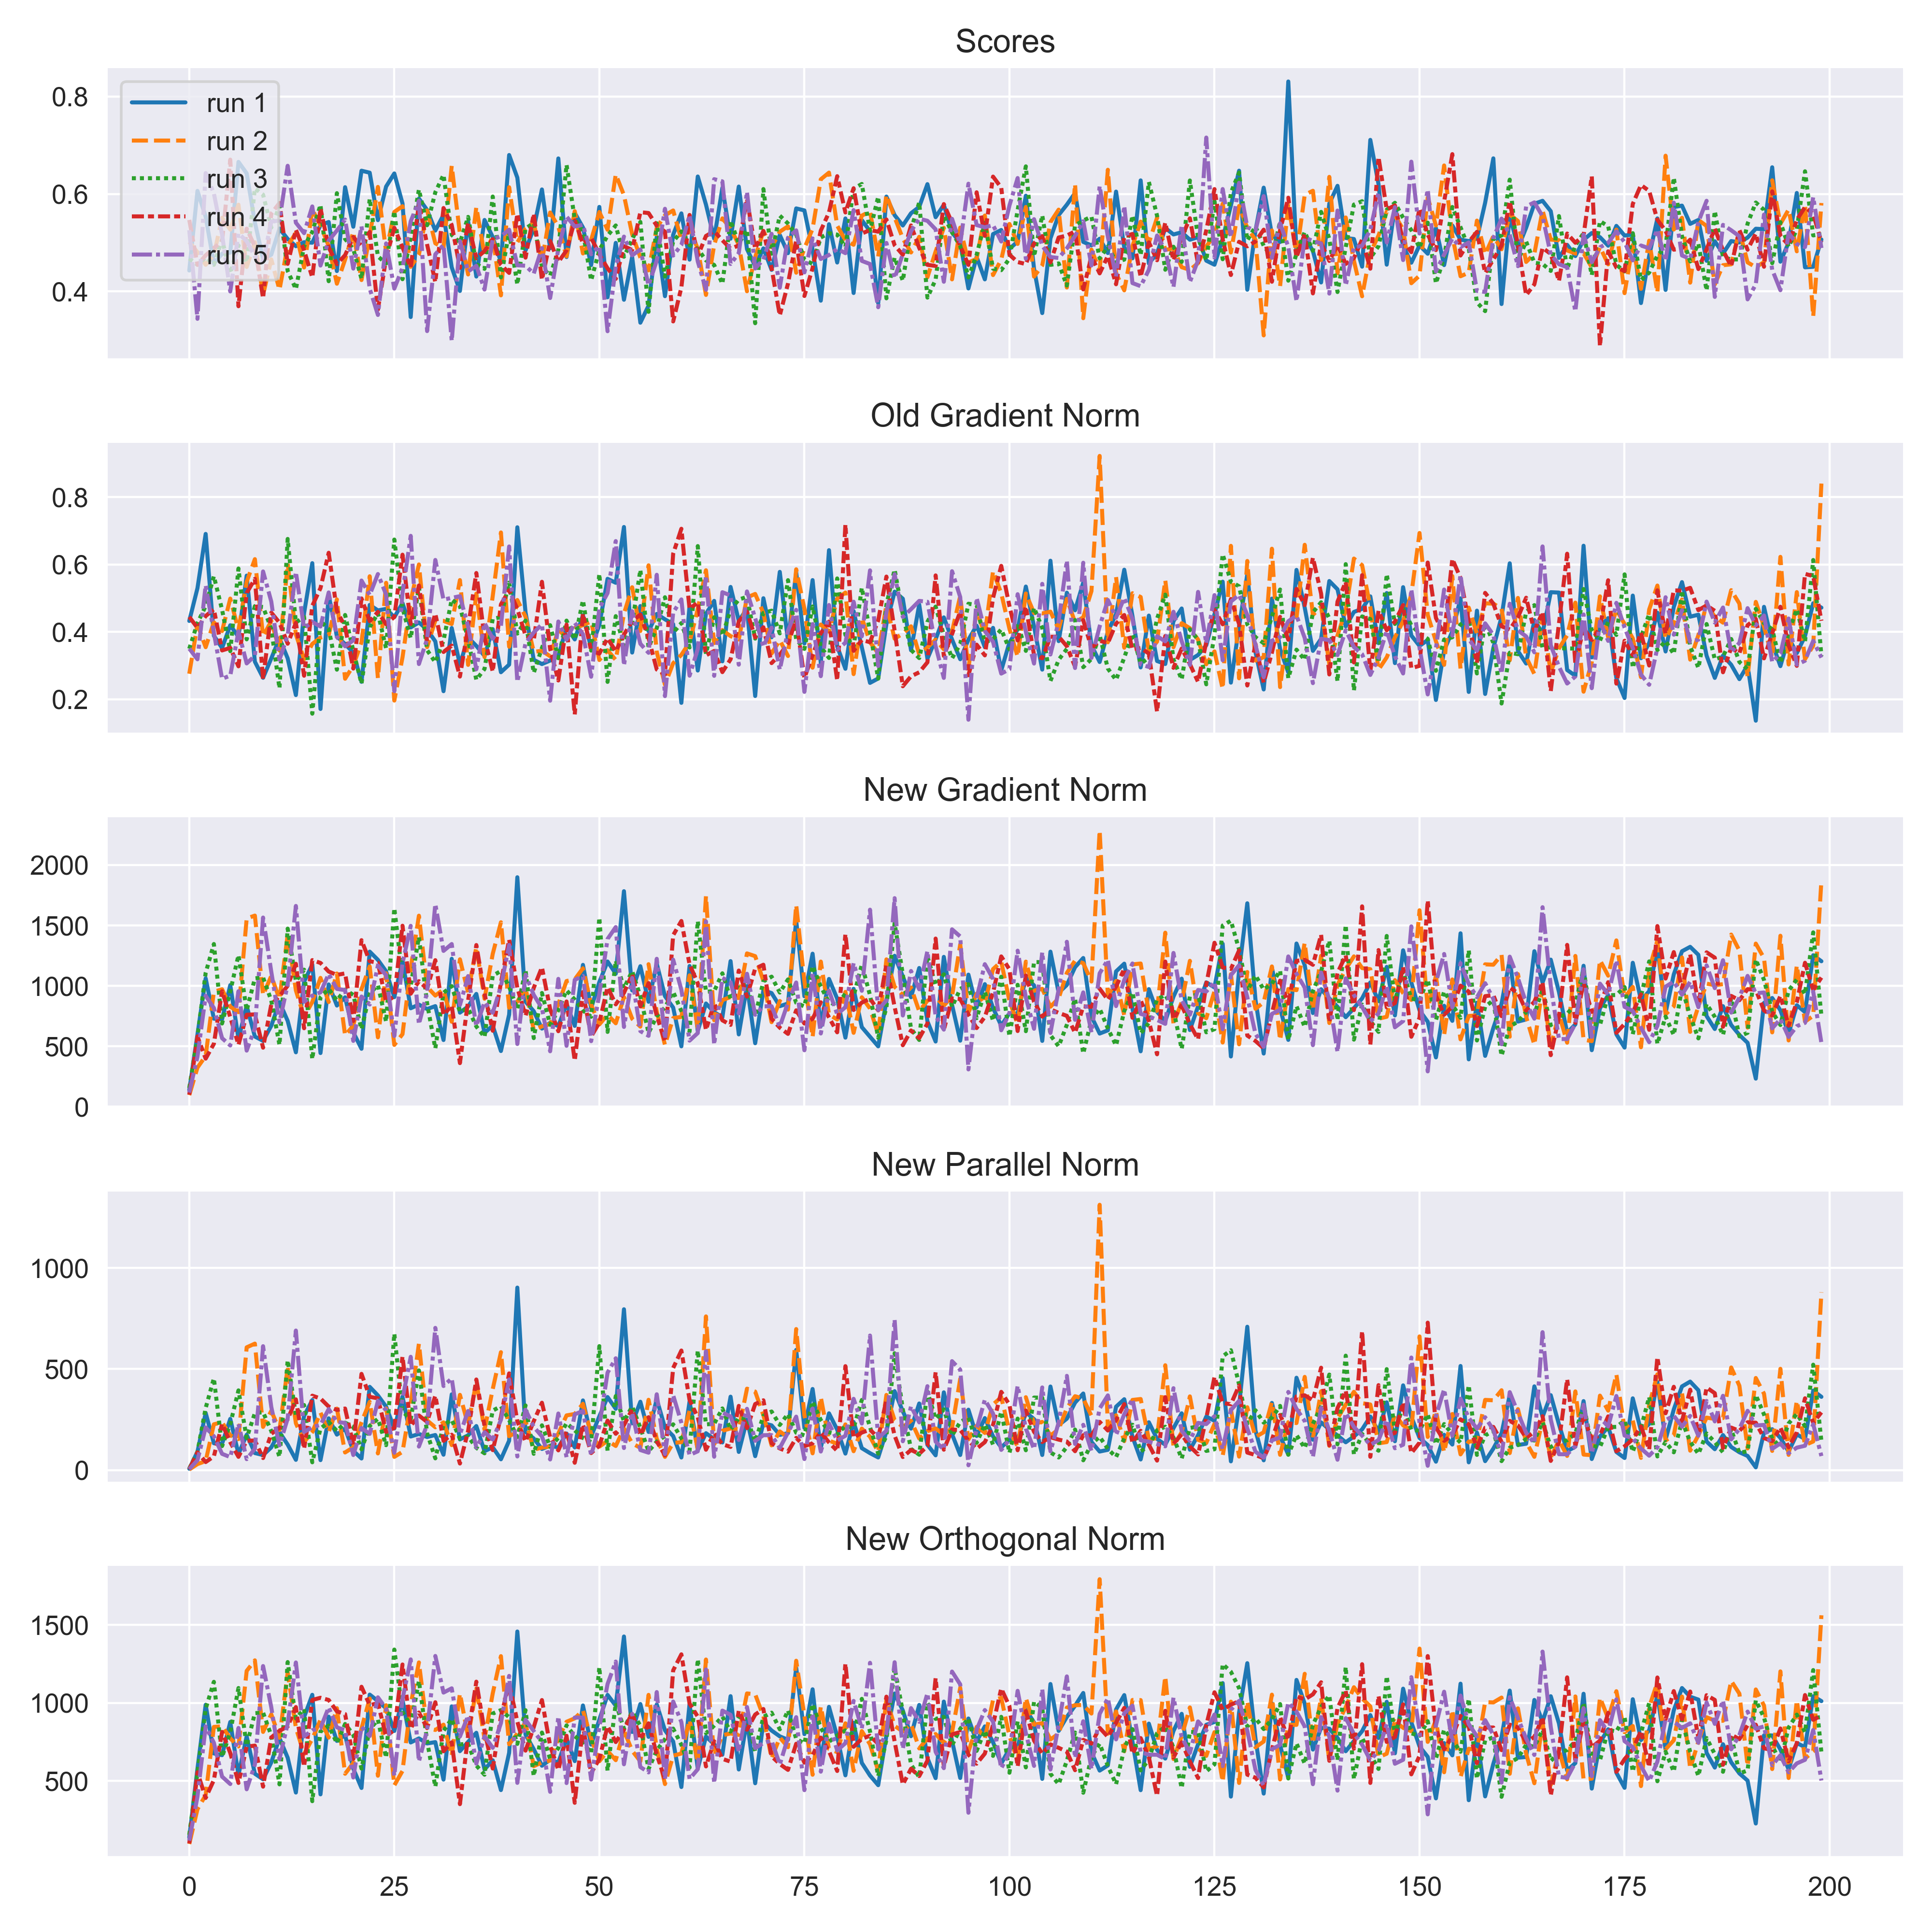 Scores
0.8
0.6
0.4
run 1
run 2
run 3
run 4
run 5
Old Gradient Norm
0.8
0.6
0.4
0.2
New Gradient Norm
2000
1500
1000
500
0
New Parallel Norm
1000
500
0
New Orthogonal Norm
1500
1000
500
0 25 50 75 100 125 150 175 200